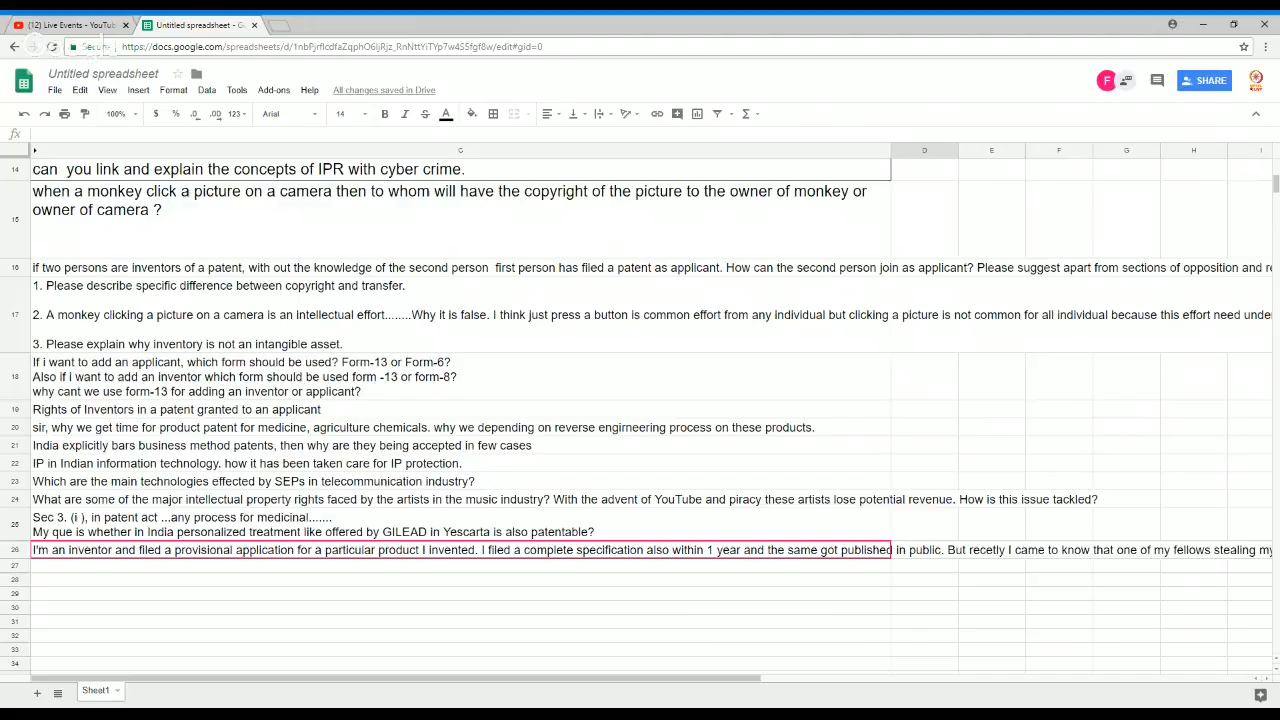 (12) Live Events - YouTub
Untitled spreadsheet - G
Secure
https://docs.google.com/spreadsheets/d/1nbPjrflcdfaZqphO6ljRjz_RnNttYiTYp7w4S5fgf8w/edit#gid=0
Untitled spreadsheet
File Edit View Insert Format Data Tools Add-ons Help All changes saved in Drive
F
SHARE
100% $ % .0 .00 123 Arial 14 B I S A
fx
C D E F G H I
14 can you link and explain the concepts of IPR with cyber crime.
when a monkey click a picture on a camera then to whom will have the copyright of the picture to the owner of monkey or
15 owner of camera ?
16 if two persons are inventors of a patent, with out the knowledge of the second person first person has filed a patent as applicant. How can the second person join as applicant? Please suggest apart from sections of opposition and re
1. Please describe specific difference between copyright and transfer.
17 2. A monkey clicking a picture on a camera is an intellectual effort........Why it is false. I think just press a button is common effort from any individual but clicking a picture is not common for all individual because this effort need unde
3. Please explain why inventory is not an intangible asset.
If i want to add an applicant, which form should be used? Form-13 or Form-6?
18 Also if i want to add an inventor which form should be used form -13 or form-8?
why cant we use form-13 for adding an inventor or applicant?
19 Rights of Inventors in a patent granted to an applicant
20 sir, why we get time for product patent for medicine, agriculture chemicals. why we depending on reverse engirneering process on these products.
21 India explicitly bars business method patents, then why are they being accepted in few cases
22 IP in Indian information technology. how it has been taken care for IP protection.
23 Which are the main technologies effected by SEPs in telecommunication industry?
24 What are some of the major intellectual property rights faced by the artists in the music industry? With the advent of YouTube and piracy these artists lose potential revenue. How is this issue tackled?
Sec 3. (i ), in patent act ...any process for medicinal.......
25 My que is whether in India personalized treatment like offered by GILEAD in Yescarta is also patentable?
26 I'm an inventor and filed a provisional application for a particular product I invented. I filed a complete specification also within 1 year and the same got published in public. But recetly I came to know that one of my fellows stealing my
27
28
29
30
31
32
33
34
Sheet1